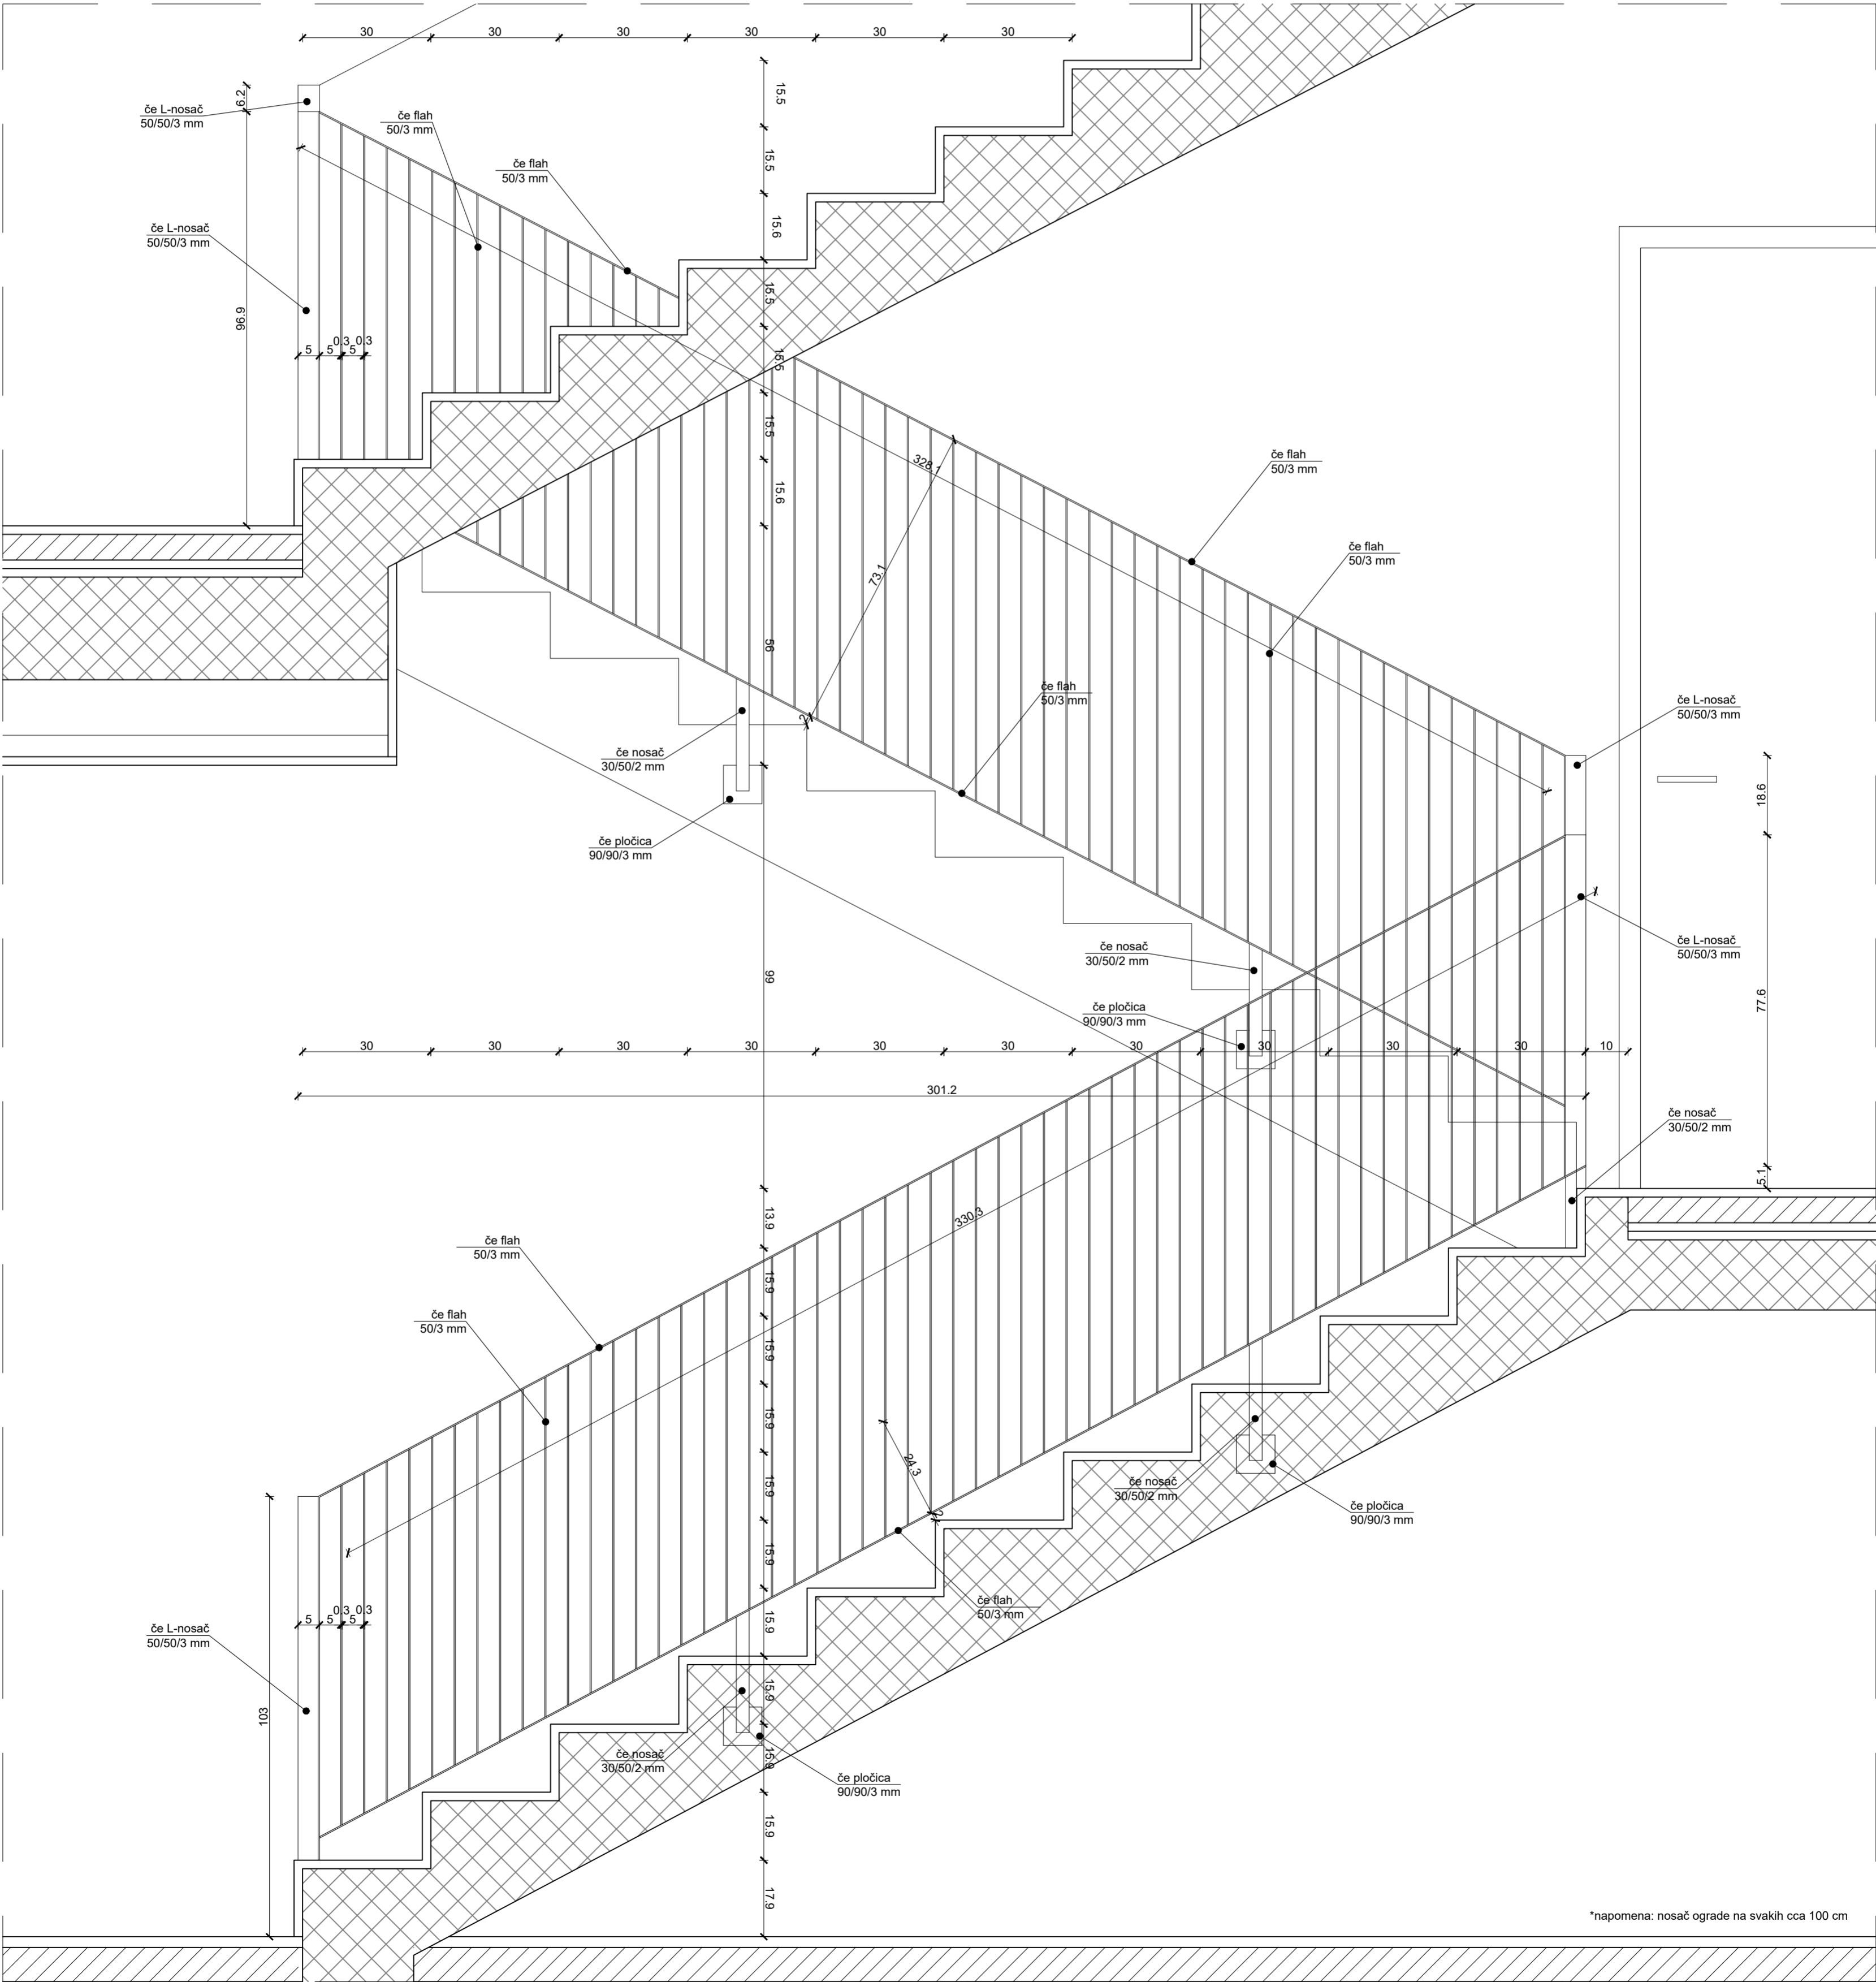 30
30
30
30
30
30
6.2
če L-nosač
50/50/3 mm
če flah
50/3 mm
če flah
50/3 mm
če L-nosač
50/50/3 mm
96.9
5
5
0.3
5
0.3
15.5
15.5
15.6
15.5
15.5
15.5
15.6
56
99
328.1
73.1
2
če flah
50/3 mm
če flah
50/3 mm
če flah
50/3 mm
če nosač
30/50/2 mm
če pločica
90/90/3 mm
če L-nosač
50/50/3 mm
18.6
če L-nosač
50/50/3 mm
77.6
5.1
če nosač
30/50/2 mm
če pločica
90/90/3 mm
30
30
30
30
30
30
30
30
30
30
10
301.2
če nosač
30/50/2 mm
330.3
če flah
50/3 mm
če flah
50/3 mm
13.9
15.9
15.9
15.9
15.9
15.9
15.9
15.9
15.9
15.9
17.9
24.3
2
če nosač
30/50/2 mm
če pločica
90/90/3 mm
če flah
50/3 mm
5
5
0.3
5
0.3
če L-nosač
50/50/3 mm
103
če nosač
30/50/2 mm
če pločica
90/90/3 mm
*napomena: nosač ograde na svakih cca 100 cm